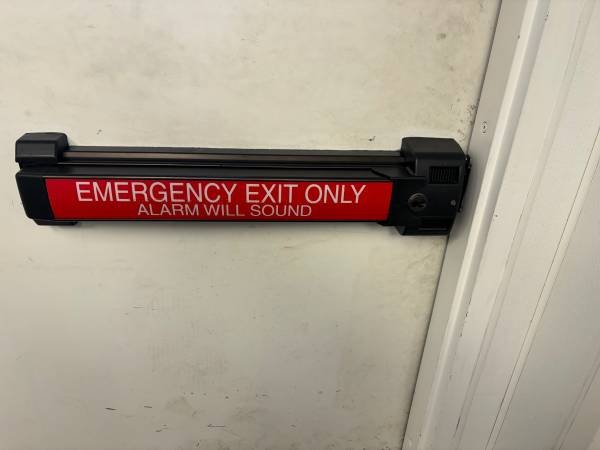 EMERGENCY EXIT ONLY
ALARM WILL SOUND